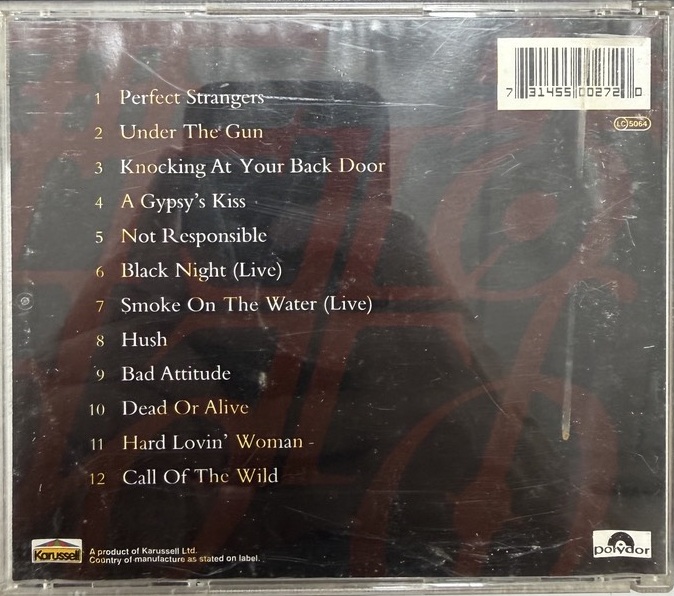 7 31455 00272 0
LC 5064
1 Perfect Strangers
2 Under The Gun
3 Knocking At Your Back Door
4 A Gypsy's Kiss
5 Not Responsible
6 Black Night (Live)
7 Smoke On The Water (Live)
8 Hush
9 Bad Attitude
10 Dead Or Alive
11 Hard Lovin' Woman -
12 Call Of The Wild
Karussell
A product of Karussell Ltd.
Country of manufacture as stated on label.
polydor